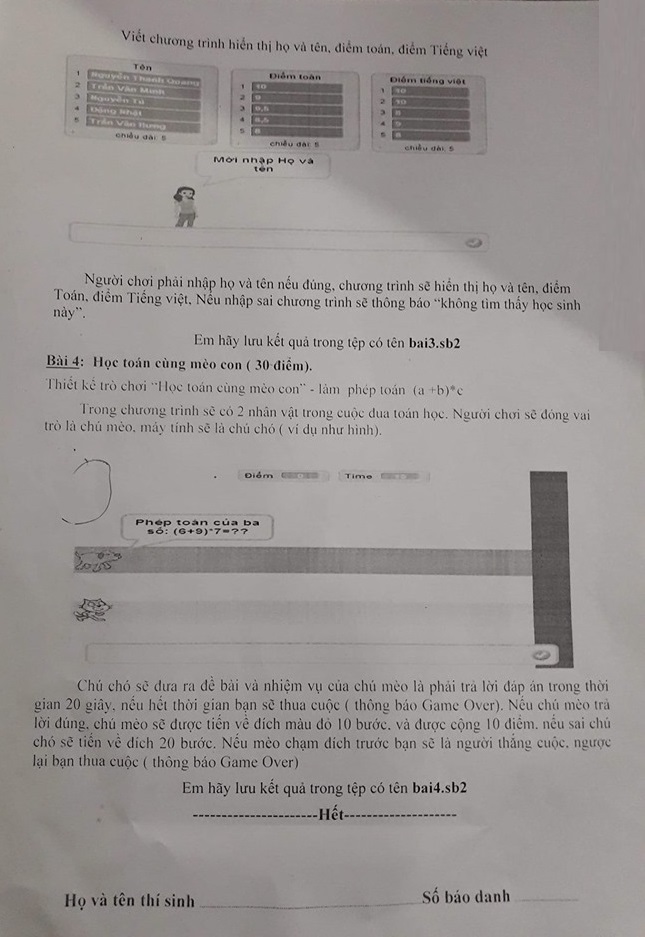 Viết chương trình hiển thị họ và tên, điểm toán, điểm Tiếng việt
Tên
1 Nguyễn Thanh Quang
2 Trần Văn Minh
3 Nguyễn Tú
4 Đặng Nhật
5 Trần Văn Hưng
chiều dài: 5
Điểm toán
1 10
2 9
3 9,5
4 8,5
5 8
chiều dài: 5
Điểm tiếng việt
1 10
2 10
3
4 9
5 8
chiều dài: 5
Mời nhập Họ và
tên
Người chơi phải nhập họ và tên nếu đúng, chương trình sẽ hiển thị họ và tên, điểm
Toán, điểm Tiếng việt. Nếu nhập sai chương trình sẽ thông báo “không tìm thấy học sinh
này”.
Em hãy lưu kết quả trong tệp có tên bai3.sb2
Bài 4: Học toán cùng mèo con ( 30 điểm).
Thiết kế trò chơi “Học toán cùng mèo con” - làm phép toán (a +b)*c
Trong chương trình sẽ có 2 nhân vật trong cuộc đua toán học. Người chơi sẽ đóng vai
trò là chú mèo, máy tính sẽ là chú chó ( ví dụ như hình).
Điểm
Time
Phép toán của ba
số: (6+9)*7=??
Chú chó sẽ đưa ra đề bài và nhiệm vụ của chú mèo là phải trả lời đáp án trong thời
gian 20 giây, nếu hết thời gian bạn sẽ thua cuộc ( thông báo Game Over). Nếu chú mèo trả
lời đúng, chú mèo sẽ được tiến về đích màu đỏ 10 bước, và được cộng 10 điểm, nếu sai chú
chó sẽ tiến về đích 20 bước. Nếu mèo chạm đích trước bạn sẽ là người thắng cuộc, ngược
lại bạn thua cuộc ( thông báo Game Over)
Em hãy lưu kết quả trong tệp có tên bai4.sb2
----------------------Hết--------------------
Họ và tên thí sinh ______________________ Số báo danh ________